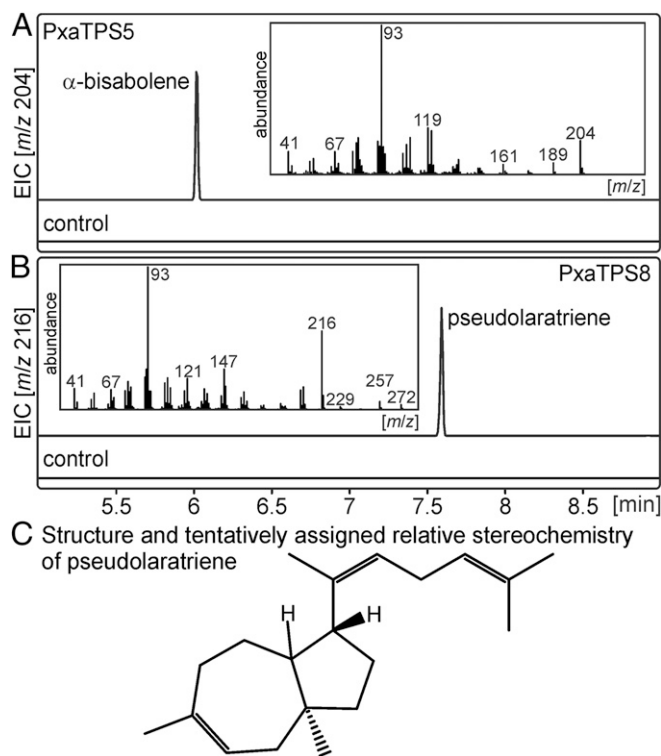 A
PxaTPS5
α-bisabolene
EIC [m/z 204]
abundance
93
41
67
119
161
189
204
[m/z]
control
B
PxaTPS8
pseudolaratriene
EIC [m/z 216]
abundance
93
41
67
121
147
216
229
257
272
[m/z]
control
5.5 6 6.5 7 7.5 8 8.5 [min]
C Structure and tentatively assigned relative stereochemistry
of pseudolaratriene
H
H